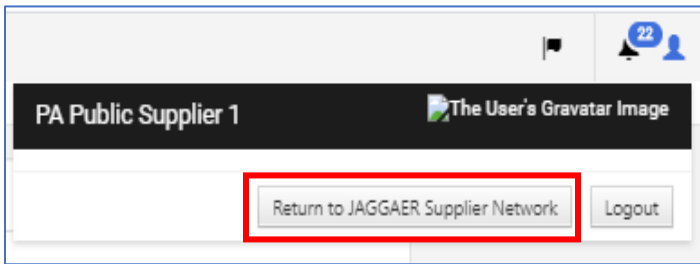 22
PA Public Supplier 1 The User's Gravatar Image
Return to JAGGAER Supplier Network Logout